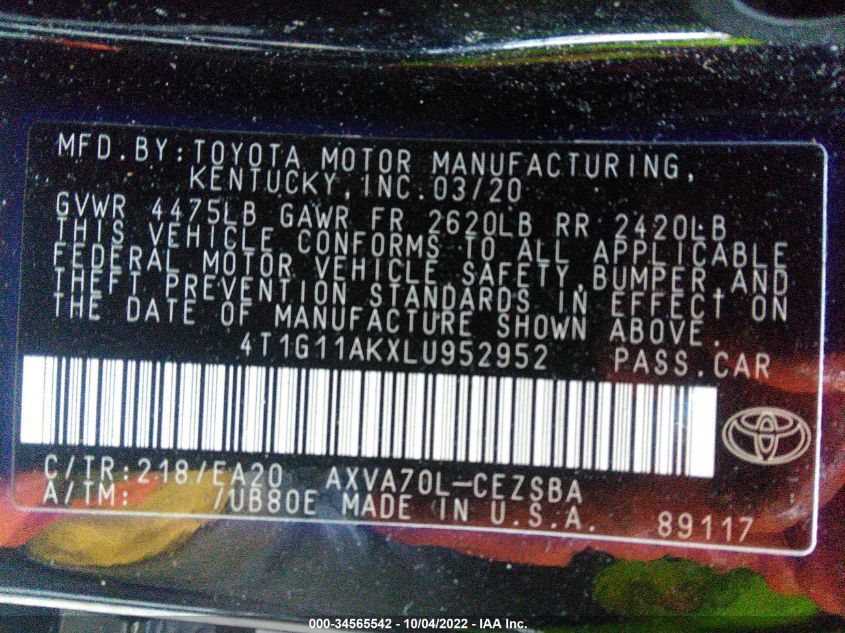 MFD.BY:TOYOTA MOTOR MANUFACTURING,
KENTUCKY,INC.03/20
GVWR 4475LB GAWR FR 2620LB RR 2420LB
THIS VEHICLE CONFORMS TO ALL APPLICABLE
FEDERAL MOTOR VEHICLE SAFETY,BUMPER,AND
THEFT PREVENTION STANDARDS IN EFFECT ON
THE DATE OF MANUFACTURE SHOWN ABOVE.
4T1G11AKXLU952952 PASS.CAR
C/TR:218/EA20 AXVA70L-CEZSBA
A/TM: /UB80E MADE IN U.S.A. 89117
000-34565542 - 10/04/2022 - IAA Inc.